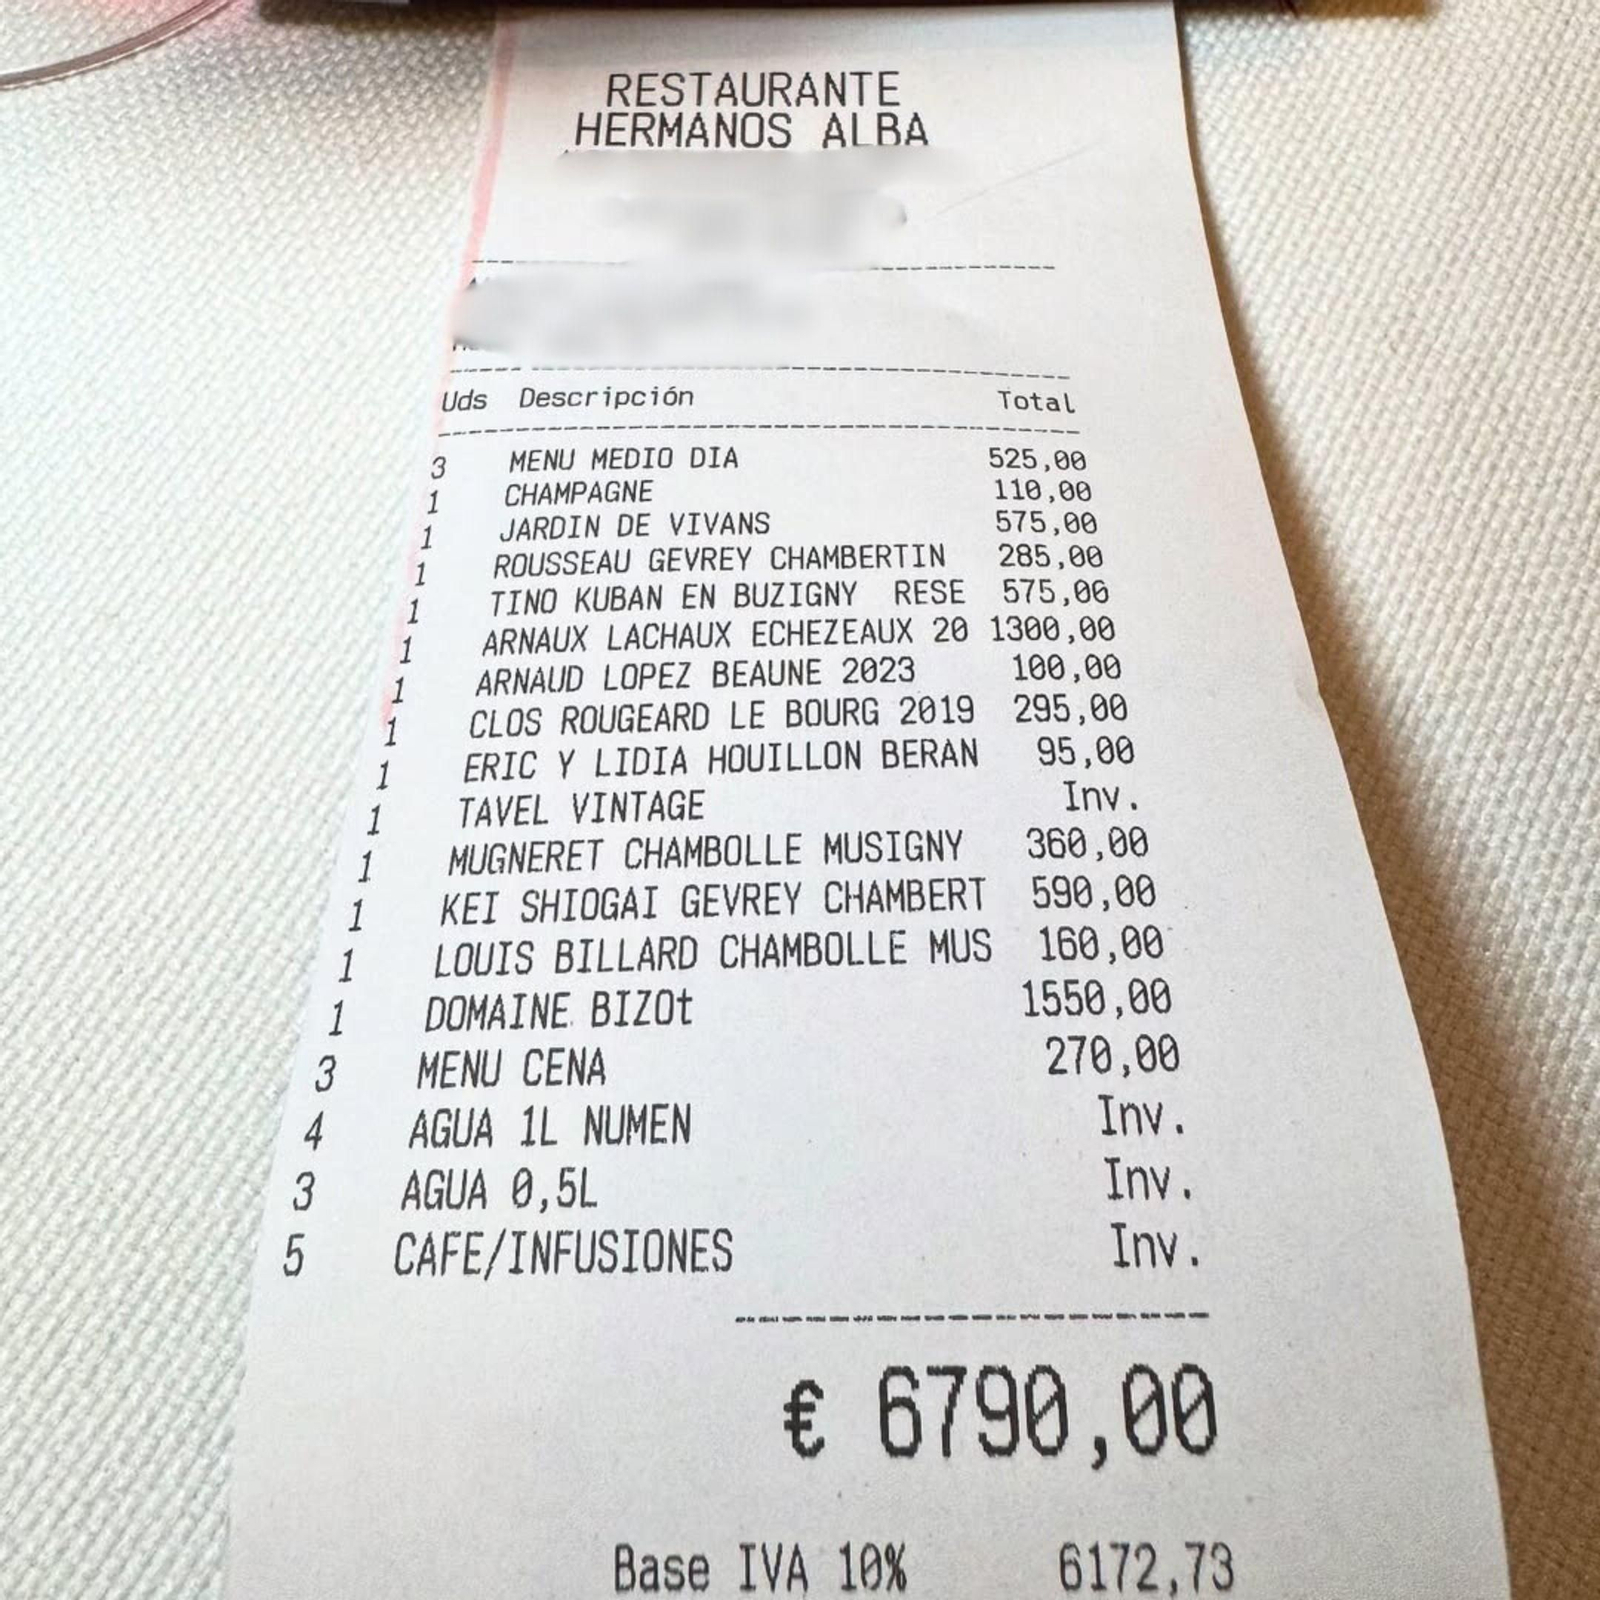 RESTAURANTE
HERMANOS ALBA
Uds Descripción Total
3 MENU MEDIO DIA 525,00
1 CHAMPAGNE 110,00
1 JARDIN DE VIVANS 575,00
1 ROUSSEAU GEVREY CHAMBERTIN 285,00
1 TINO KUBAN EN BUZIGNY RESE 575,00
1 ARNAUX LACHAUX ECHEZEAUX 20 1300,00
1 ARNAUD LOPEZ BEAUNE 2023 100,00
1 CLOS ROUGEARD LE BOURG 2019 295,00
1 ERIC Y LIDIA HOUILLON BERAN 95,00
1 TAVEL VINTAGE Inv.
1 MUGNERET CHAMBOLLE MUSIGNY 360,00
1 KEI SHIOGAI GEVREY CHAMBERT 590,00
1 LOUIS BILLARD CHAMBOLLE MUS 160,00
1 DOMAINE BIZOt 1550,00
3 MENU CENA 270,00
4 AGUA 1L NUMEN Inv.
3 AGUA 0,5L Inv.
5 CAFE/INFUSIONES Inv.
€ 6790,00
Base IVA 10% 6172,73